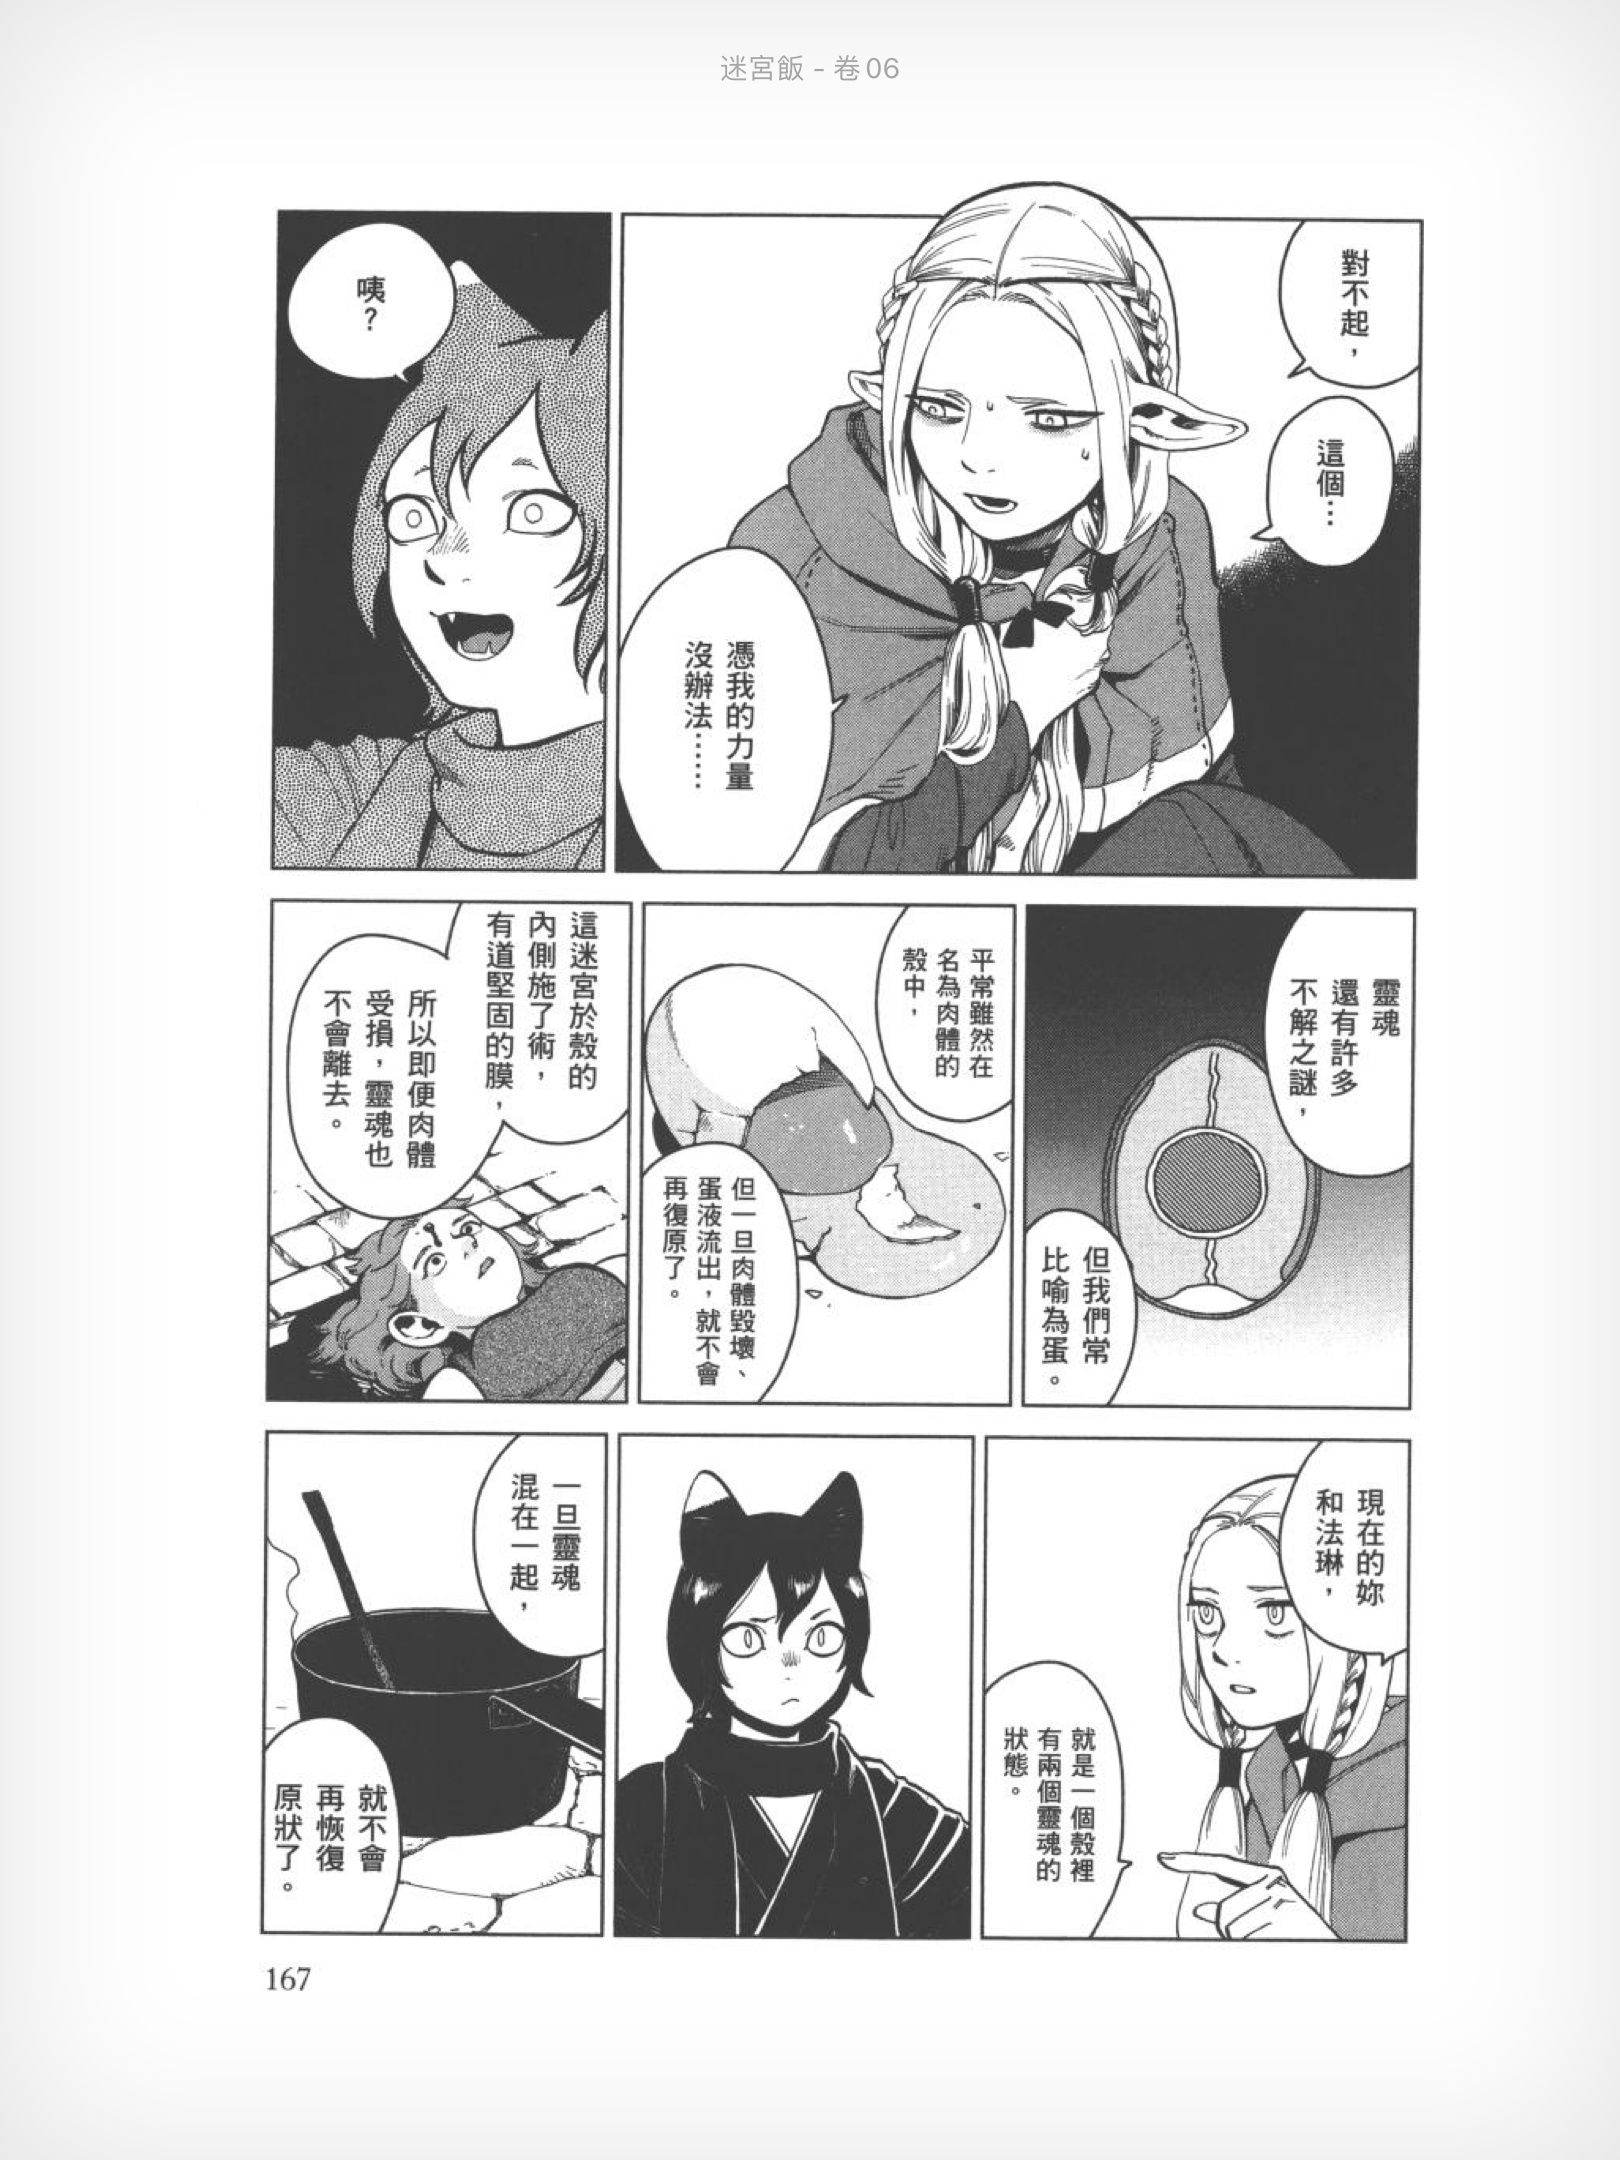 迷宮飯 - 卷06
對不起，
這個…
憑我的力量
沒辦法……
咦？
靈魂
還有許多
不解之謎，
但我們常
比喻為蛋。
平常雖然在
名為肉體的
殼中，
但一旦肉體毀壞、
蛋液流出，就不會
再復原了。
這迷宮於殼的
內側施了術，
有道堅固的膜，
所以即便肉體
受損，靈魂也
不會離去。
現在的妳
和法琳，
就是一個殼裡
有兩個靈魂的
狀態。
一旦靈魂
混在一起，
就不會
再恢復
原狀了。
167